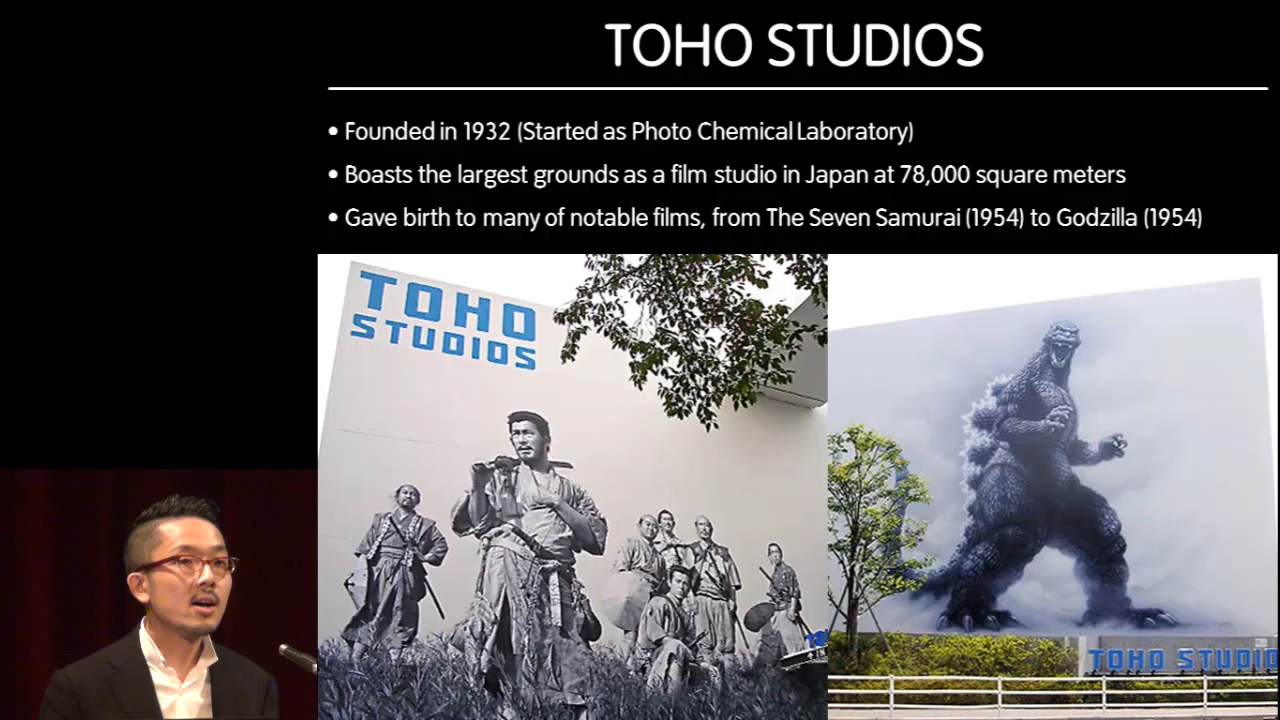 TOHO STUDIOS
• Founded in 1932 (Started as Photo Chemical Laboratory)
• Boasts the largest grounds as a film studio in Japan at 78,000 square meters
• Gave birth to many of notable films, from The Seven Samurai (1954) to Godzilla (1954)
TOHO
STUDIOS
TOHO STUDIO